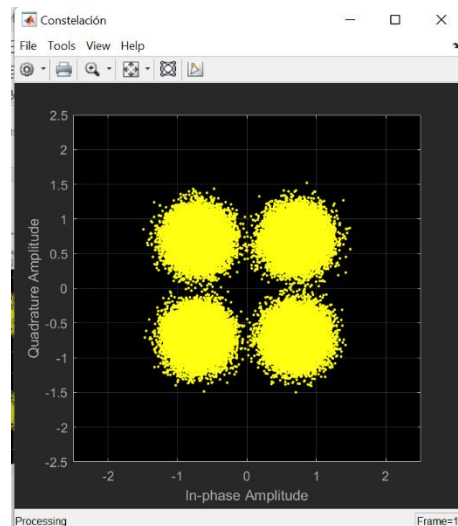 Constelación
File Tools View Help
2.5
2
1.5
1
0.5
0
-0.5
-1
-1.5
-2
-2.5
Quadrature Amplitude
-2 -1 0 1 2
In-phase Amplitude
Processing Frame=1